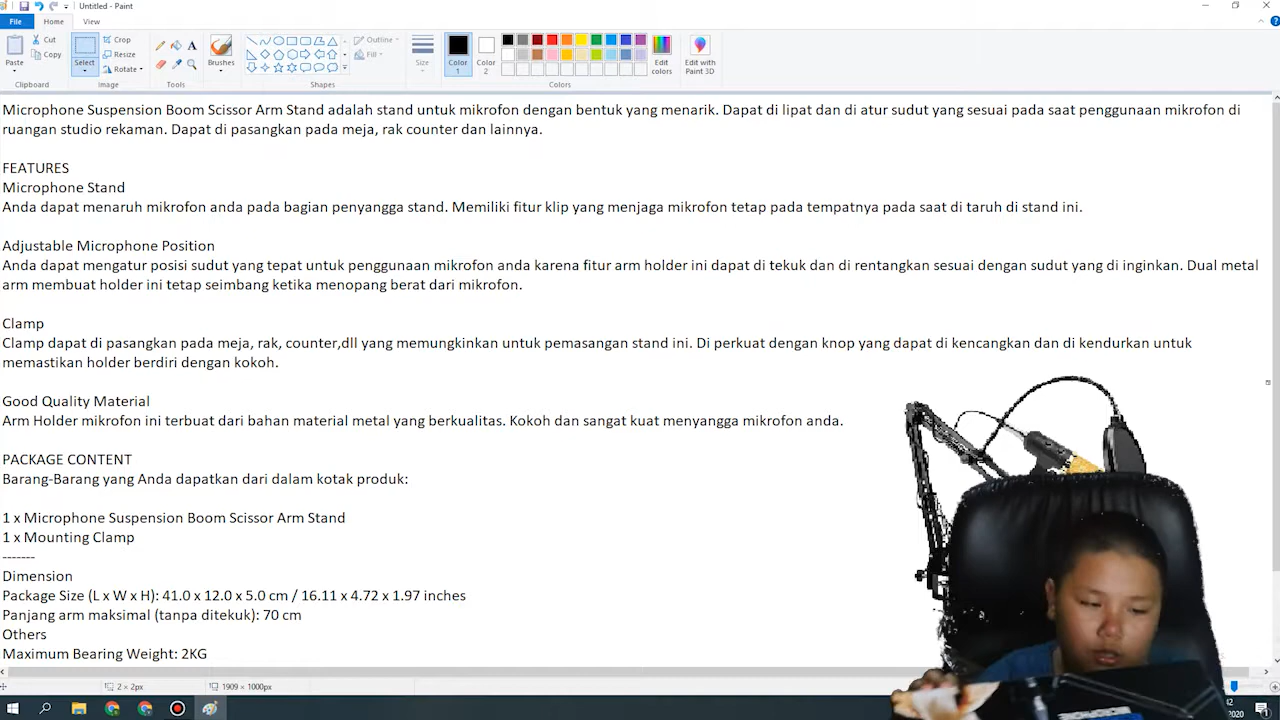 Untitled - Paint
File
Home
View
Paste
Cut
Copy
Clipboard
Select
Crop
Resize
Rotate
Image
Tools
Brushes
Shapes
Outline
Fill
Size
Color 1
Color 2
Colors
Edit colors
Edit with Paint 3D
Microphone Suspension Boom Scissor Arm Stand adalah stand untuk mikrofon dengan bentuk yang menarik. Dapat di lipat dan di atur sudut yang sesuai pada saat penggunaan mikrofon di
ruangan studio rekaman. Dapat di pasangkan pada meja, rak counter dan lainnya.
FEATURES
Microphone Stand
Anda dapat menaruh mikrofon anda pada bagian penyangga stand. Memiliki fitur klip yang menjaga mikrofon tetap pada tempatnya pada saat di taruh di stand ini.
Adjustable Microphone Position
Anda dapat mengatur posisi sudut yang tepat untuk penggunaan mikrofon anda karena fitur arm holder ini dapat di tekuk dan di rentangkan sesuai dengan sudut yang di inginkan. Dual metal
arm membuat holder ini tetap seimbang ketika menopang berat dari mikrofon.
Clamp
Clamp dapat di pasangkan pada meja, rak, counter,dll yang memungkinkan untuk pemasangan stand ini. Di perkuat dengan knop yang dapat di kencangkan dan di kendurkan untuk
memastikan holder berdiri dengan kokoh.
Good Quality Material
Arm Holder mikrofon ini terbuat dari bahan material metal yang berkualitas. Kokoh dan sangat kuat menyangga mikrofon anda.
PACKAGE CONTENT
Barang-Barang yang Anda dapatkan dari dalam kotak produk:
1 x Microphone Suspension Boom Scissor Arm Stand
1 x Mounting Clamp
-------
Dimension
Package Size (L x W x H): 41.0 x 12.0 x 5.0 cm / 16.11 x 4.72 x 1.97 inches
Panjang arm maksimal (tanpa ditekuk): 70 cm
Others
Maximum Bearing Weight: 2KG
2 × 2px
1909 × 1000px
2020